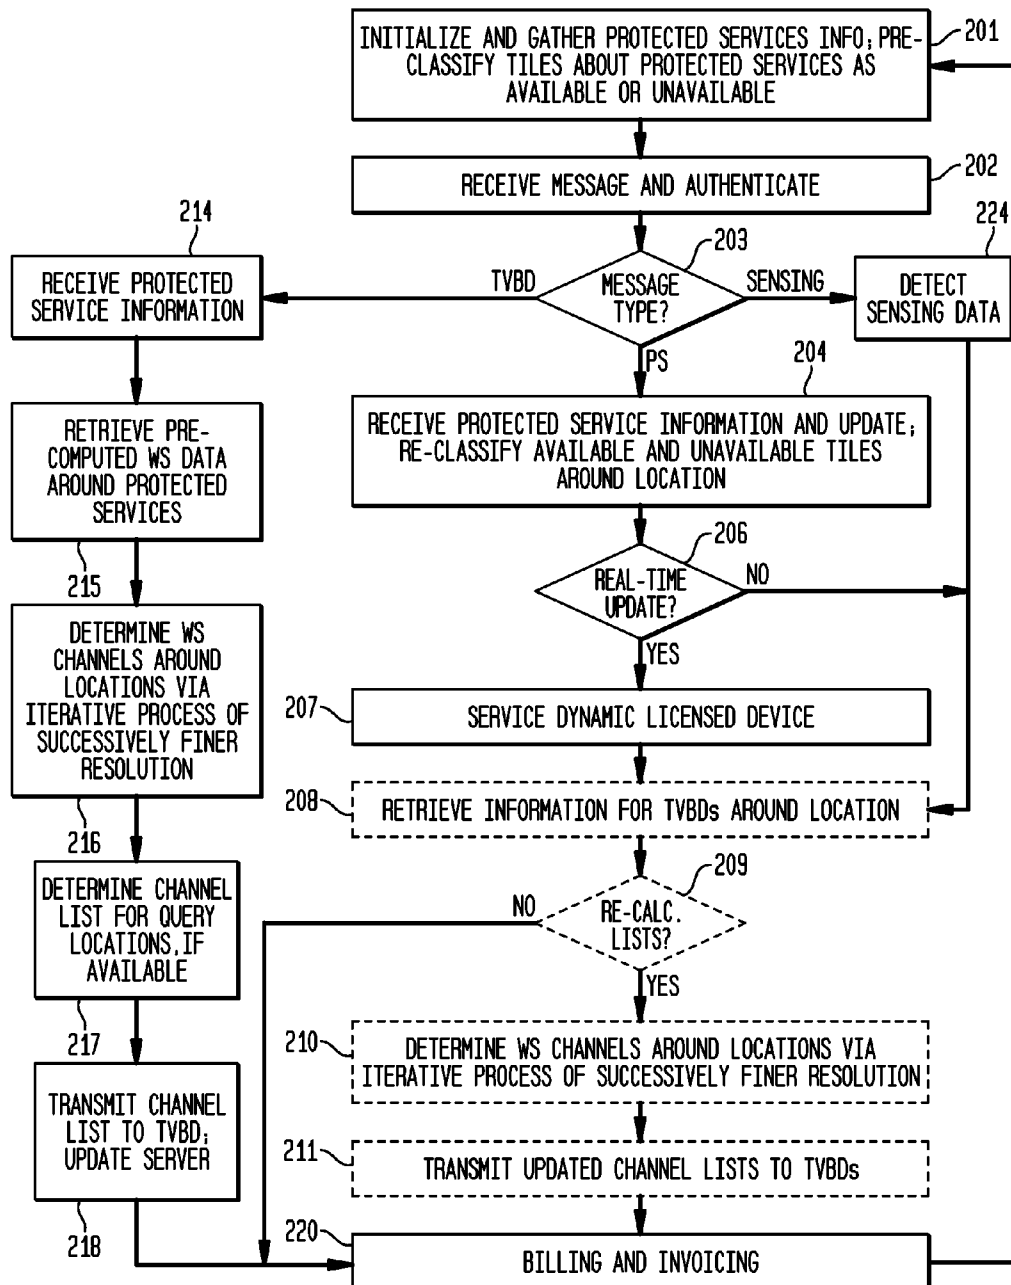 INITIALIZE AND GATHER PROTECTED SERVICES INFO; PRE-
CLASSIFY TILES ABOUT PROTECTED SERVICES AS
AVAILABLE OR UNAVAILABLE
201
RECEIVE MESSAGE AND AUTHENTICATE
202
203
MESSAGE
TYPE?
TVBD
SENSING
PS
214
RECEIVE PROTECTED
SERVICE INFORMATION
224
DETECT
SENSING DATA
204
RECEIVE PROTECTED SERVICE INFORMATION AND UPDATE;
RE-CLASSIFY AVAILABLE AND UNAVAILABLE TILES
AROUND LOCATION
RETRIEVE PRE-
COMPUTED WS DATA
AROUND PROTECTED
SERVICES
215
206
REAL-TIME
UPDATE?
NO
YES
DETERMINE WS
CHANNELS AROUND
LOCATIONS VIA
ITERATIVE PROCESS OF
SUCCESSIVELY FINER
RESOLUTION
216
207
SERVICE DYNAMIC LICENSED DEVICE
208
RETRIEVE INFORMATION FOR TVBDs AROUND LOCATION
209
RE-CALC.
LISTS?
NO
YES
DETERMINE CHANNEL
LIST FOR QUERY
LOCATIONS, IF
AVAILABLE
217
210
DETERMINE WS CHANNELS AROUND LOCATIONS VIA
ITERATIVE PROCESS OF SUCCESSIVELY FINER RESOLUTION
TRANSMIT CHANNEL
LIST TO TVBD;
UPDATE SERVER
218
211
TRANSMIT UPDATED CHANNEL LISTS TO TVBDs
220
BILLING AND INVOICING